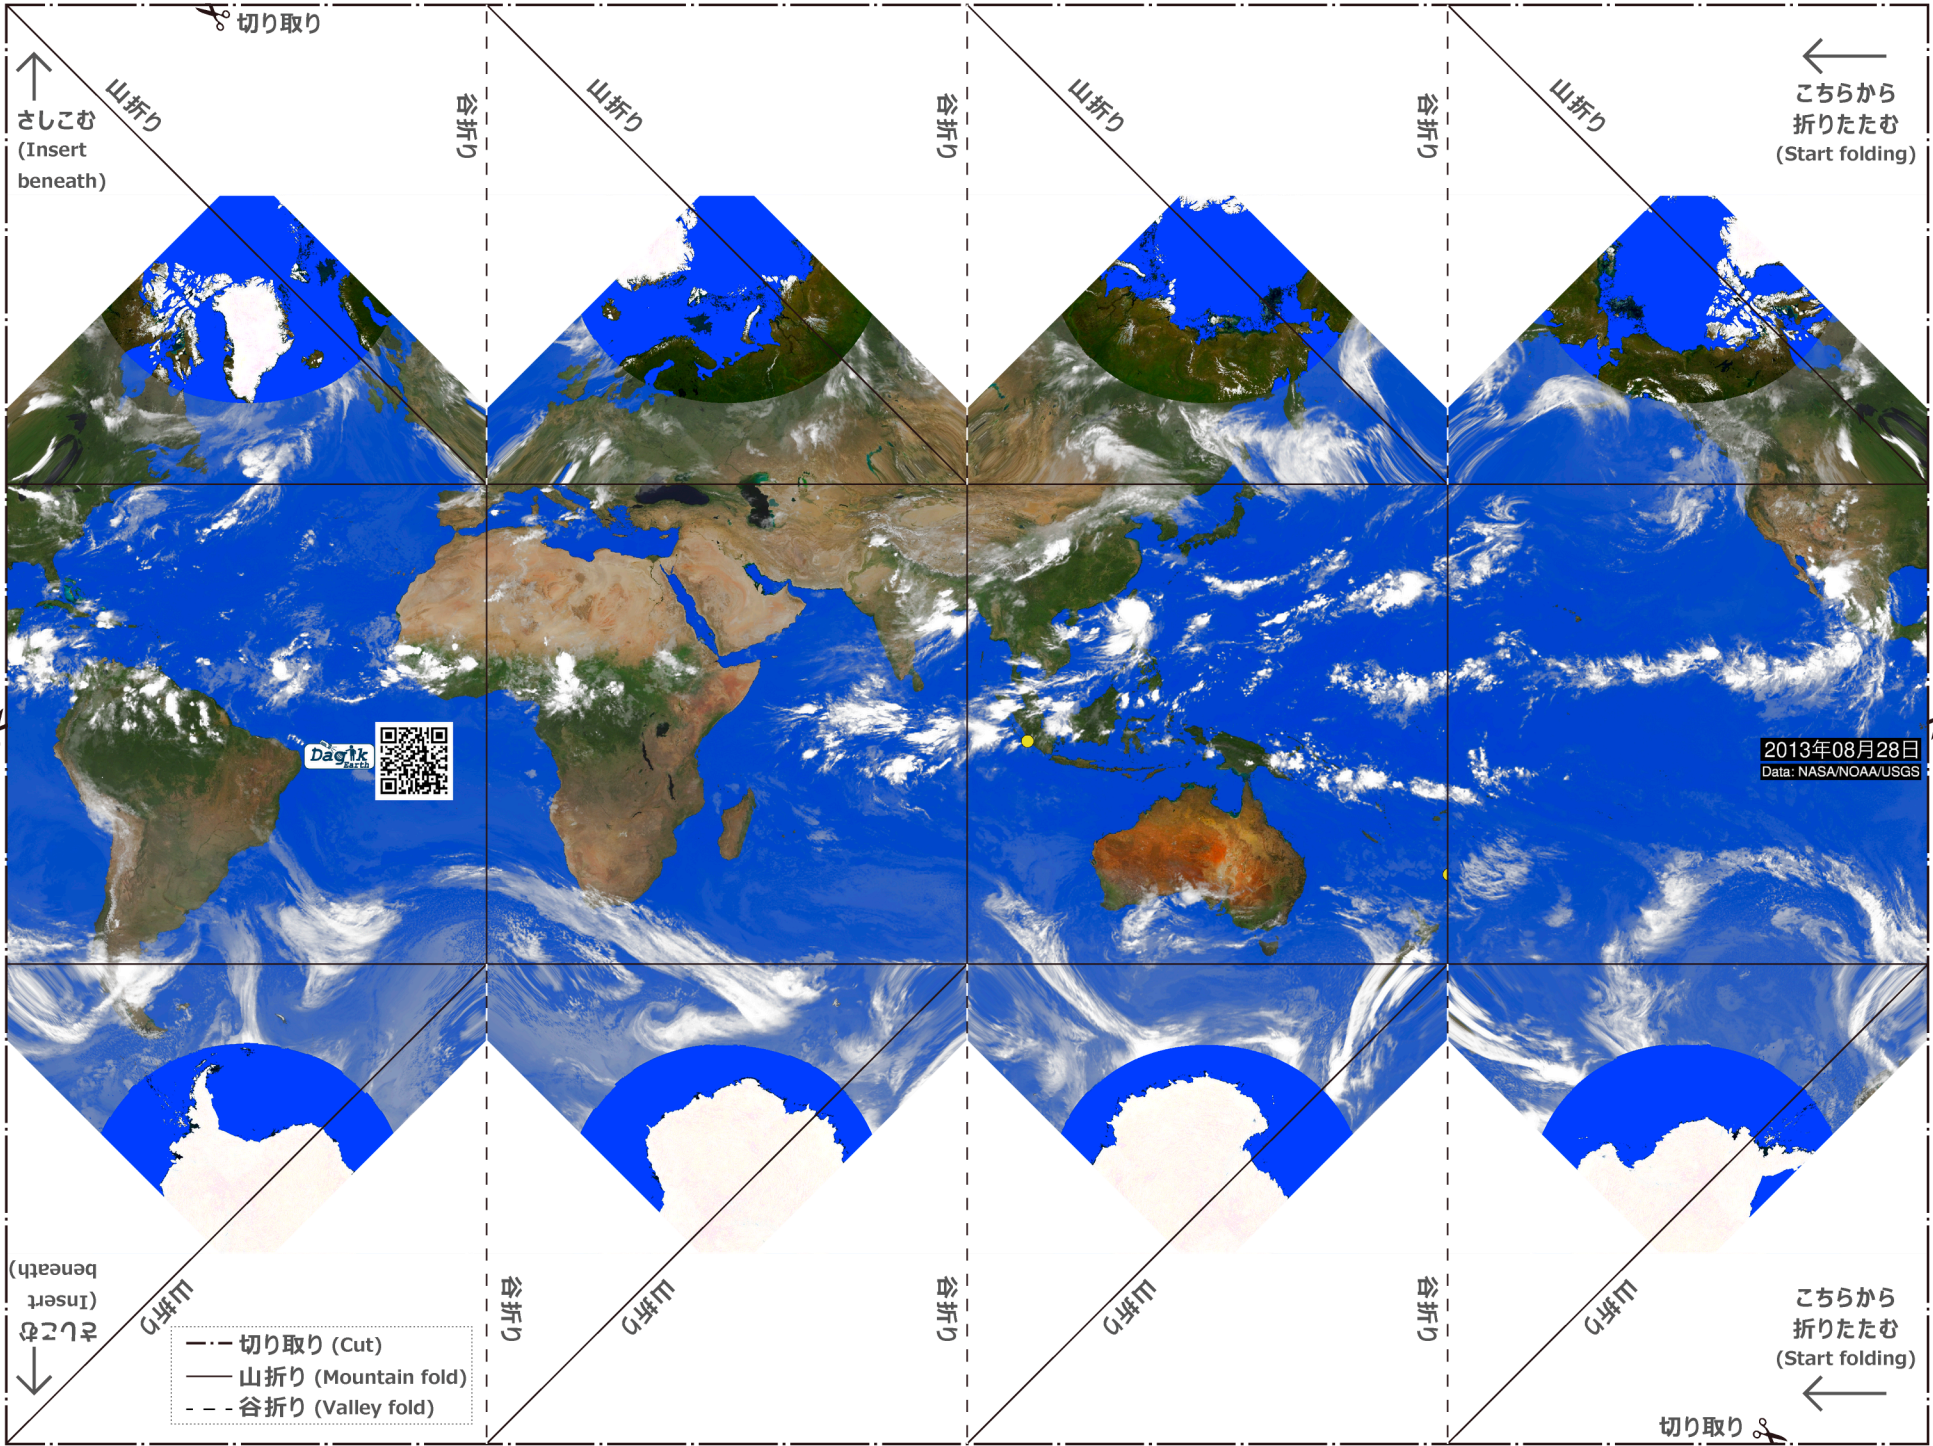 切り取り
山折り
谷折り
山折り
谷折り
山折り
谷折り
山折り
さしこむ
(Insert
beneath)
こちらから
折りたたむ
(Start folding)
Dagik
Earth
2013年08月28日
Data: NASA/NOAA/USGS
さしこむ
(Insert
beneath)
山折り
谷折り
山折り
谷折り
山折り
谷折り
山折り
こちらから
折りたたむ
(Start folding)
切り取り (Cut)
山折り (Mountain fold)
谷折り (Valley fold)
切り取り